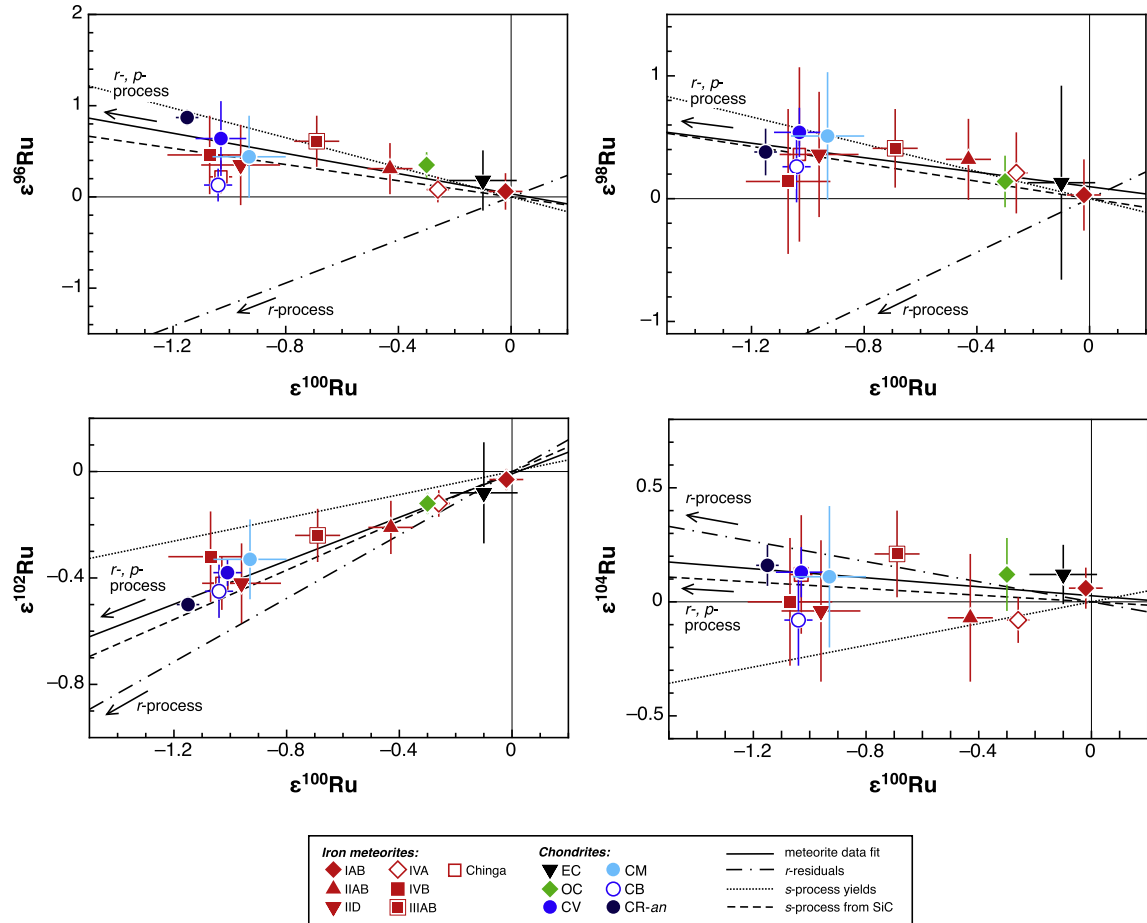 2
1
0
−1
ε96Ru
r-, p-
process
r-process
−1.2
−0.8
−0.4
0
ε100Ru
1
0
−1
ε98Ru
r-, p-
process
r-process
−1.2
−0.8
−0.4
0
ε100Ru
0
−0.4
−0.8
ε102Ru
r-, p-
process
r-process
−1.2
−0.8
−0.4
0
ε100Ru
0.5
0
−0.5
ε104Ru
r-process
r-, p-
process
−1.2
−0.8
−0.4
0
ε100Ru
Iron meteorites:
IAB
IVA
Chinga
IIAB
IVB
IID
IIIAB
Chondrites:
EC
CM
OC
CB
CV
CR-an
meteorite data fit
r-residuals
s-process yields
s-process from SiC